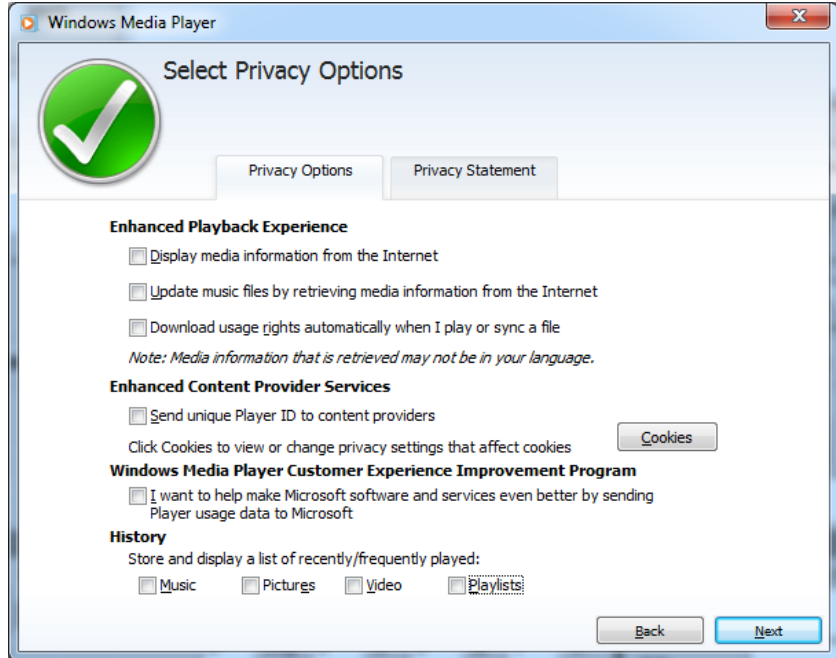 Windows Media Player
Select Privacy Options
Privacy Options
Privacy Statement
Enhanced Playback Experience
Display media information from the Internet
Update music files by retrieving media information from the Internet
Download usage rights automatically when I play or sync a file
Note: Media information that is retrieved may not be in your language.
Enhanced Content Provider Services
Send unique Player ID to content providers
Click Cookies to view or change privacy settings that affect cookies
Cookies
Windows Media Player Customer Experience Improvement Program
I want to help make Microsoft software and services even better by sending
Player usage data to Microsoft
History
Store and display a list of recently/frequently played:
Music Pictures Video Playlists
Back Next